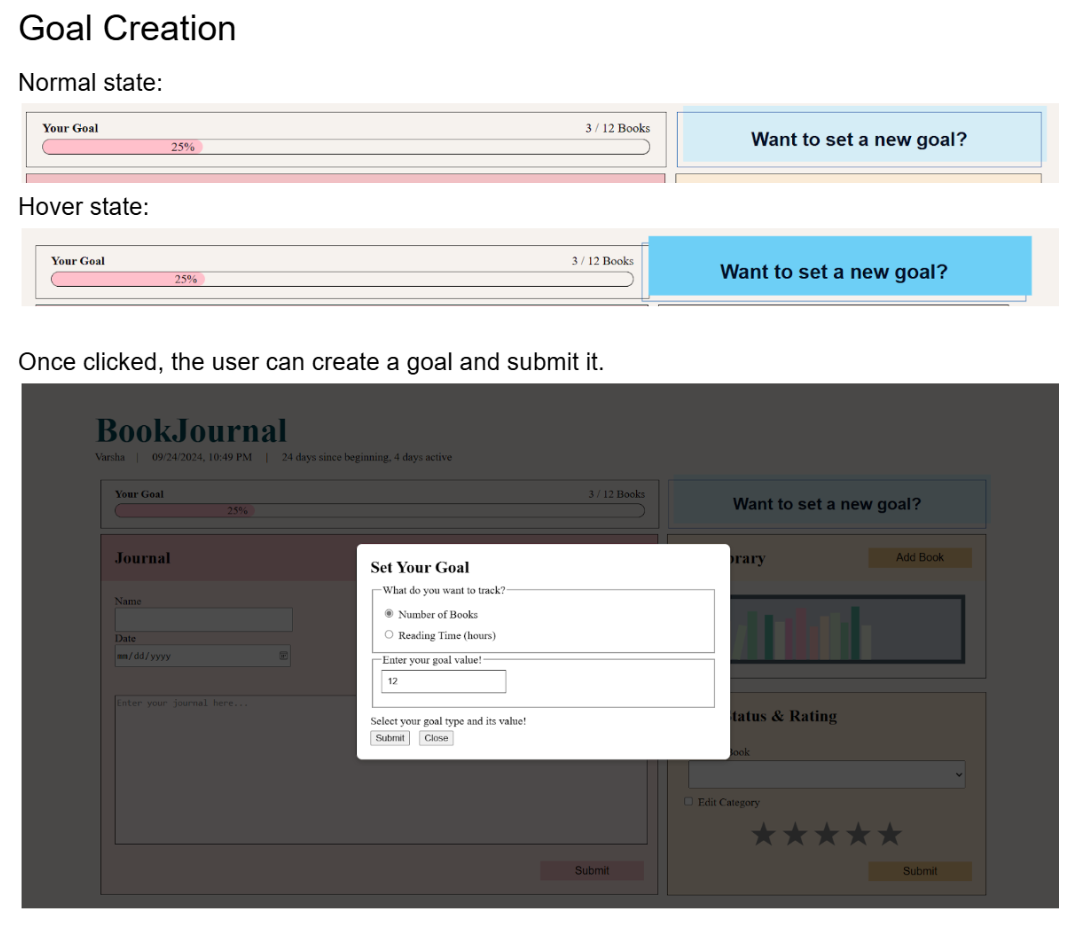 Goal Creation
Normal state:
Your Goal 3 / 12 Books
25%
Want to set a new goal?
Hover state:
Your Goal 3 / 12 Books
25%
Want to set a new goal?
Once clicked, the user can create a goal and submit it.
BookJournal
Varsha | 09/24/2024, 10:49 PM | 24 days since beginning, 4 days active
Your Goal 3 / 12 Books
25%
Want to set a new goal?
Journal
Name
Date
mm/dd/yyyy
Enter your journal here...
Submit
Set Your Goal
What do you want to track?
Number of Books
Reading Time (hours)
Enter your goal value!
12
Select your goal type and its value!
Submit Close
rary Add Book
tatus & Rating
ook
Edit Category
Submit